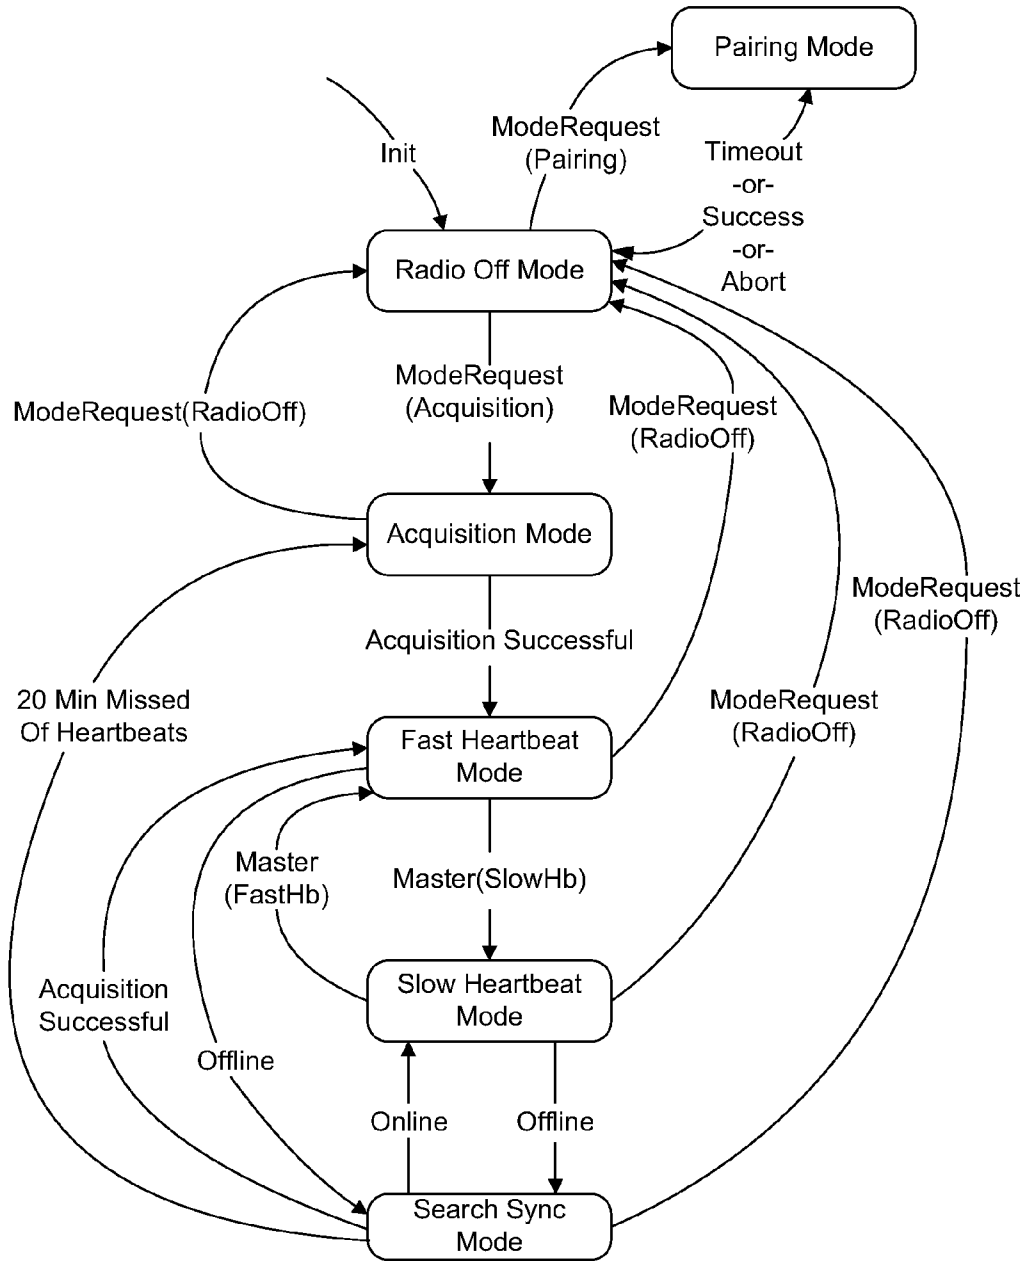 Pairing Mode
ModeRequest
(Pairing)
Init
Timeout
-or-
Success
-or-
Abort
Radio Off Mode
ModeRequest
(Acquisition)
ModeRequest(RadioOff)
ModeRequest
(RadioOff)
Acquisition Mode
ModeRequest
(RadioOff)
Acquisition Successful
20 Min Missed
Of Heartbeats
ModeRequest
(RadioOff)
Fast Heartbeat
Mode
Master
(FastHb)
Master(SlowHb)
Slow Heartbeat
Mode
Acquisition
Successful
Offline
Online
Offline
Search Sync
Mode